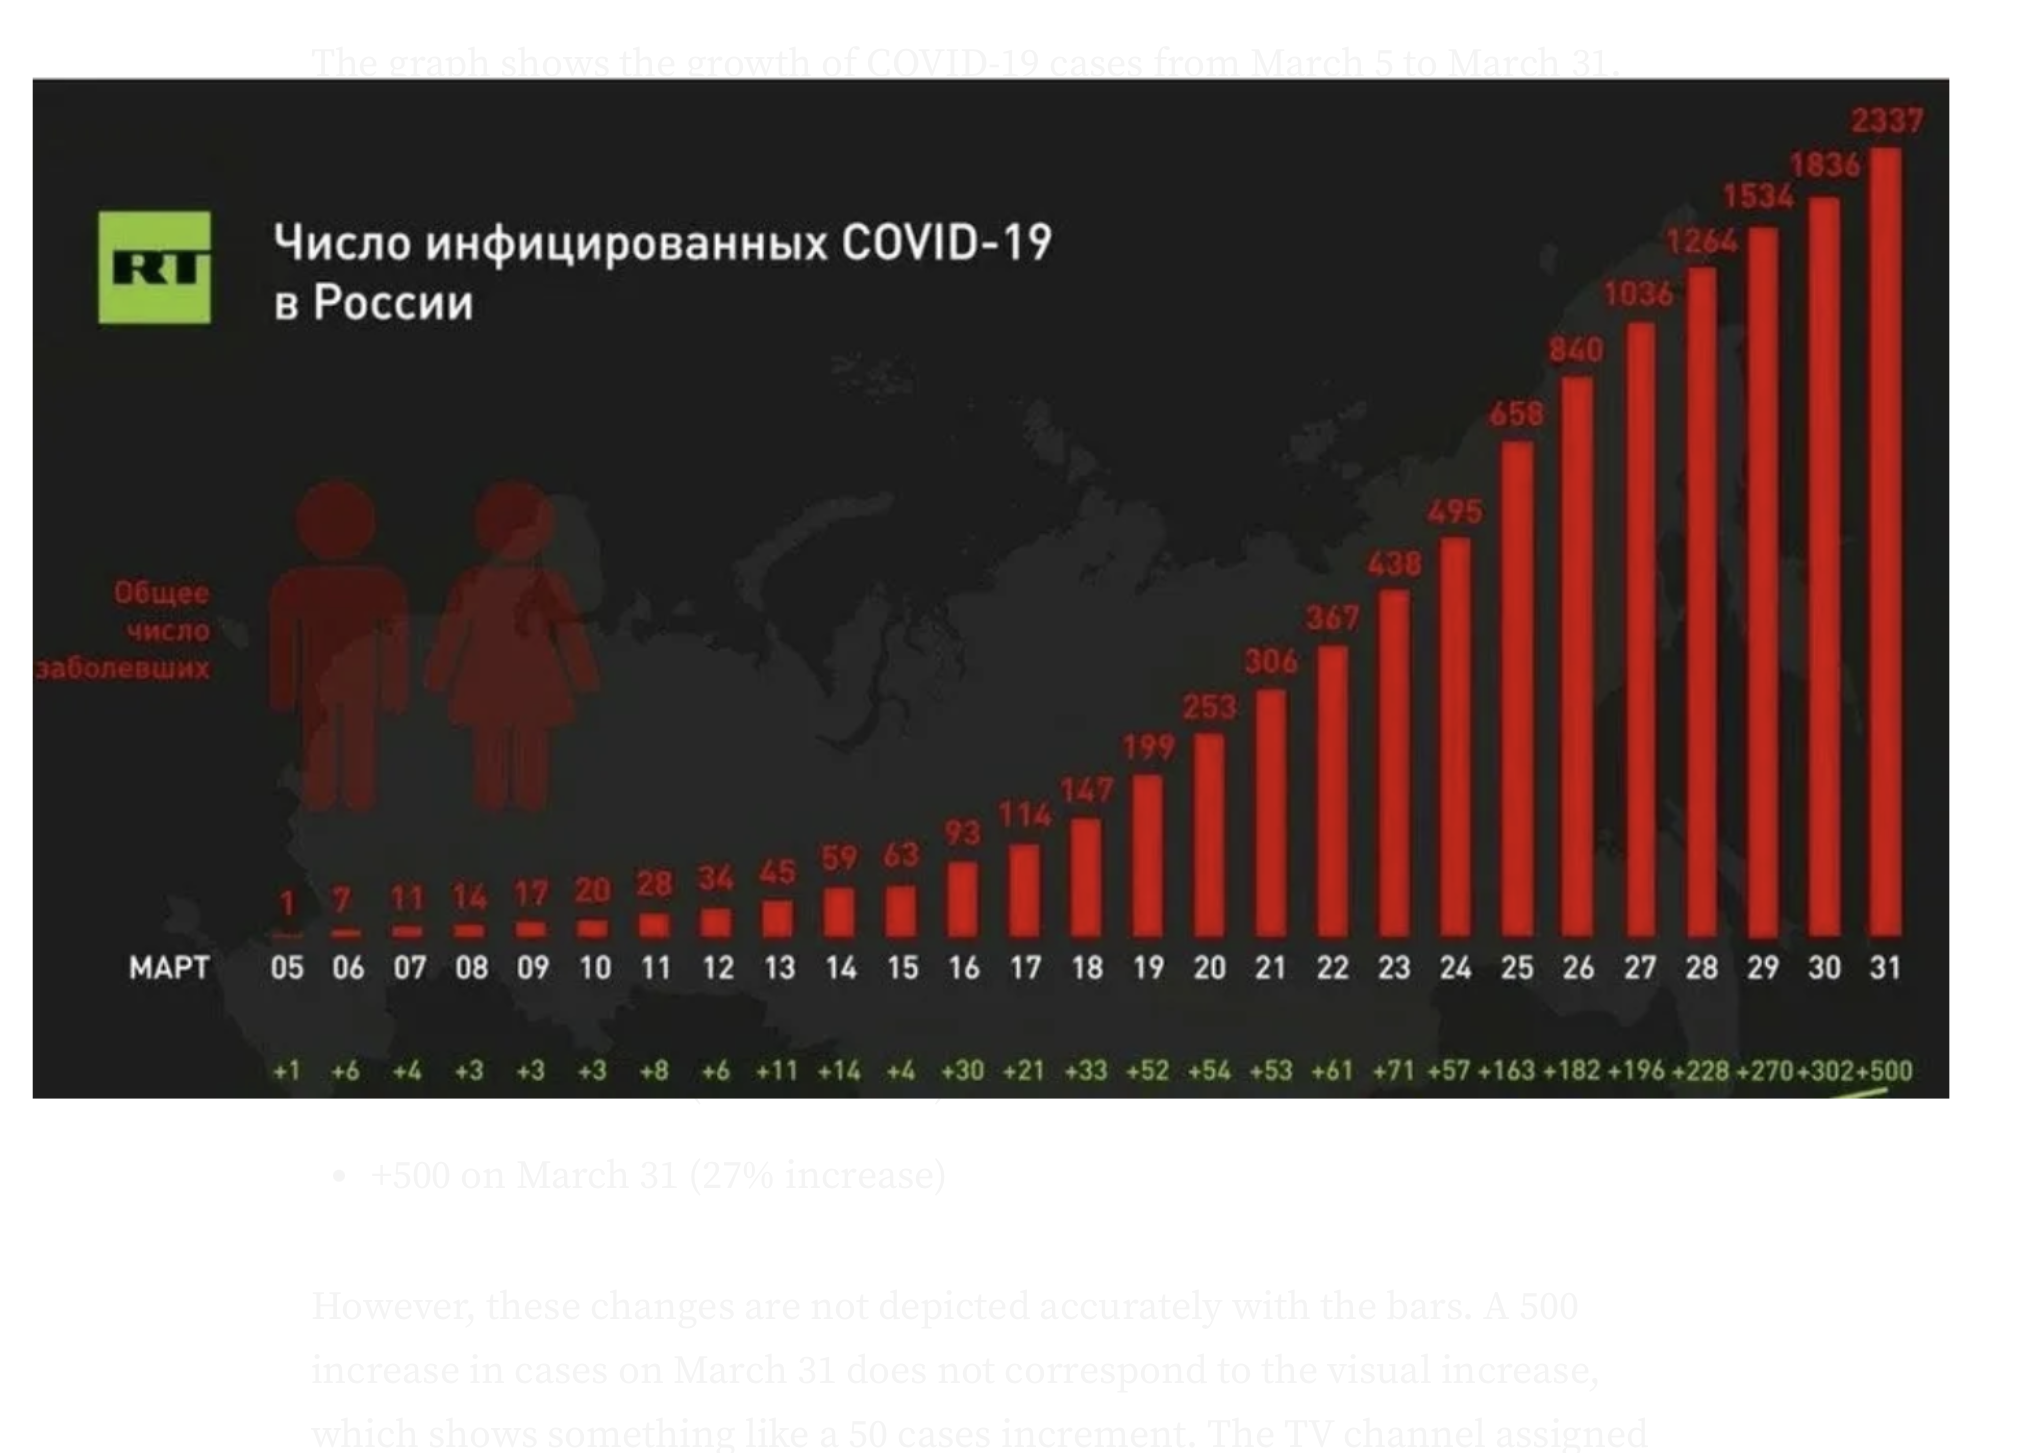 The graph shows the growth of COVID-19 cases from March 5 to March 31.
RT
Число инфицированных COVID-19
в России
Общее
число
заболевших
1 7 11 14 17 20 28 34 45 59 63 93 114 147 199 253 306 367 438 495 658 840 1036 1264 1534 1836 2337
МАРТ 05 06 07 08 09 10 11 12 13 14 15 16 17 18 19 20 21 22 23 24 25 26 27 28 29 30 31
+1 +6 +4 +3 +3 +3 +8 +6 +11 +14 +4 +30 +21 +33 +52 +54 +53 +61 +71 +57 +163 +182 +196 +228 +270 +302 +500
• +500 on March 31 (27% increase)
However, these changes are not depicted accurately with the bars. A 500
increase in cases on March 31 does not correspond to the visual increase,
which shows something like a 50 cases increment. The TV channel assigned